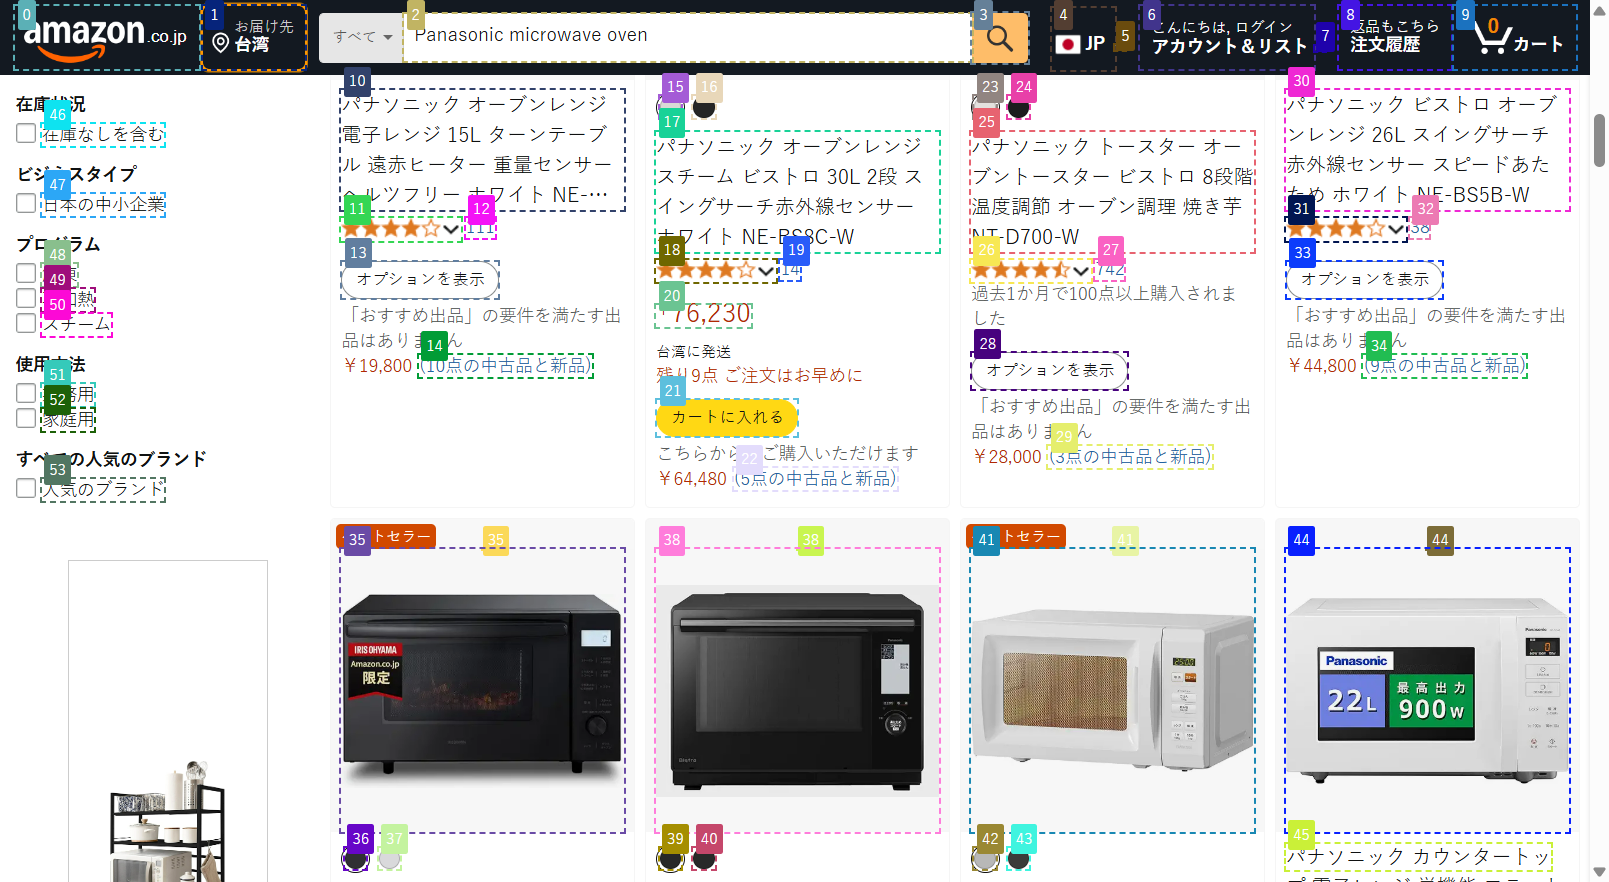 amazon.co.jp
お届け先
台湾
すべて
Panasonic microwave oven
JP
こんにちは, ログイン
アカウント&リスト
返品もこちら
注文履歴
0
カート
0
1
2
3
4
5
6
7
8
9
在庫状況
46
在庫なしを含む
ビジネスタイプ
47
日本の中小企業
プログラム
48
49
50
スチーム
使用方法
51
52
家庭用
すべての人気のブランド
53
人気のブランド
10
パナソニック オーブンレンジ
電子レンジ 15L ターンテーブ
ル 遠赤ヒーター 重量センサー
ヘルツフリー ホワイト NE-…
11
12
111
13
オプションを表示
「おすすめ出品」の要件を満たす出
品はありません
14
￥19,800 (10点の中古品と新品)
15
16
17
パナソニック オーブンレンジ
スチーム ビストロ 30L 2段 ス
イングサーチ赤外線センサー
ホワイト NE-BS8C-W
18
19
14
20
76,230
台湾に発送
残り9点 ご注文はお早めに
21
カートに入れる
こちらからもご購入いただけます
22
￥64,480 (5点の中古品と新品)
23
24
25
パナソニック トースター オー
ブントースター ビストロ 8段階
温度調節 オーブン調理 焼き芋
NT-D700-W
26
27
742
過去1か月で100点以上購入されま
した
28
オプションを表示
「おすすめ出品」の要件を満たす出
品はありません
29
￥28,000 (3点の中古品と新品)
30
パナソニック ビストロ オーブ
ンレンジ 26L スイングサーチ
赤外線センサー スピードあた
ため ホワイト NE-BS5B-W
31
32
38
33
オプションを表示
「おすすめ出品」の要件を満たす出
品はありません
34
￥44,800 (9点の中古品と新品)
35
トセラー
35
IRIS OHYAMA
Amazon.co.jp
限定
36
37
38
38
39
40
41
トセラー
41
42
43
44
44
Panasonic
22L
最高出力
900W
45
パナソニック カウンタートッ